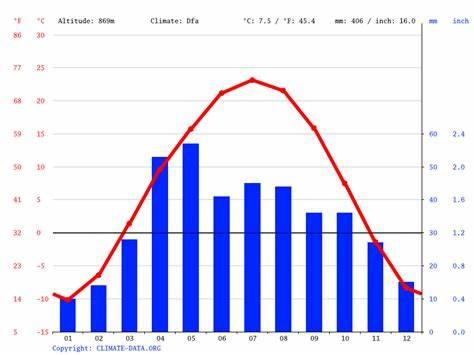 °F °C Altitude: 869m Climate: Dfa °C: 7.5 / °F: 45.4 mm: 406 / inch: 16.0 mm inch
86 30
77 25
68 20
59 15 60 2.4
50 10 50 2.0
41 5 40 1.6
32 0 30 1.2
23 -5 20 0.8
14 -10 10 0.4
5 -15 0 0.0
01 02 03 04 05 06 07 08 09 10 11 12
Copyright: CLIMATE-DATA.ORG